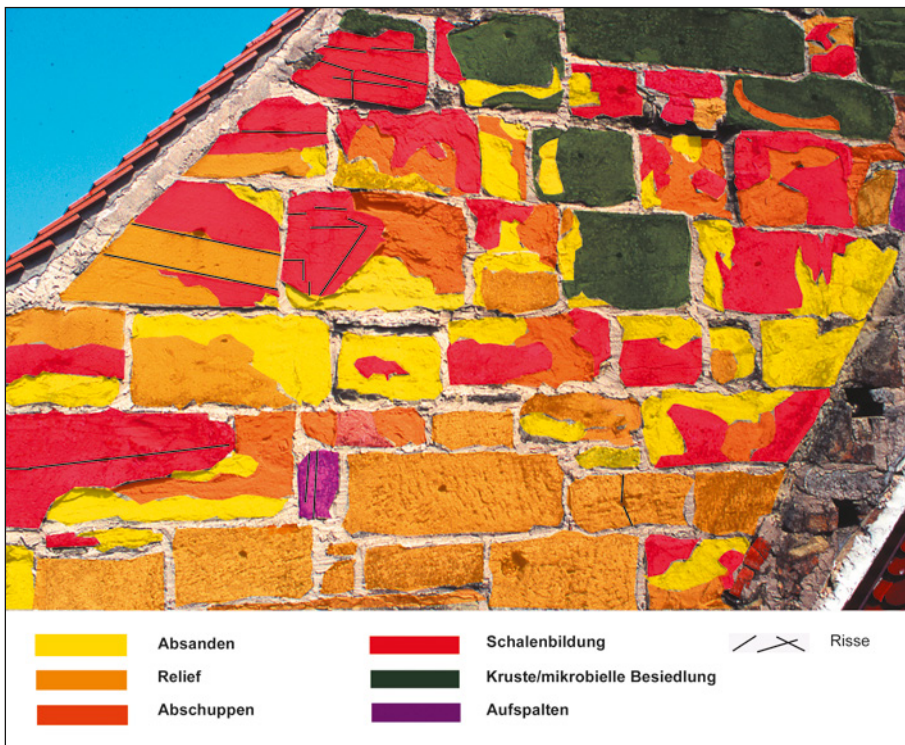 Absanden
Relief
Abschuppen
Schalenbildung
Kruste/mikrobielle Besiedlung
Aufspalten
Risse